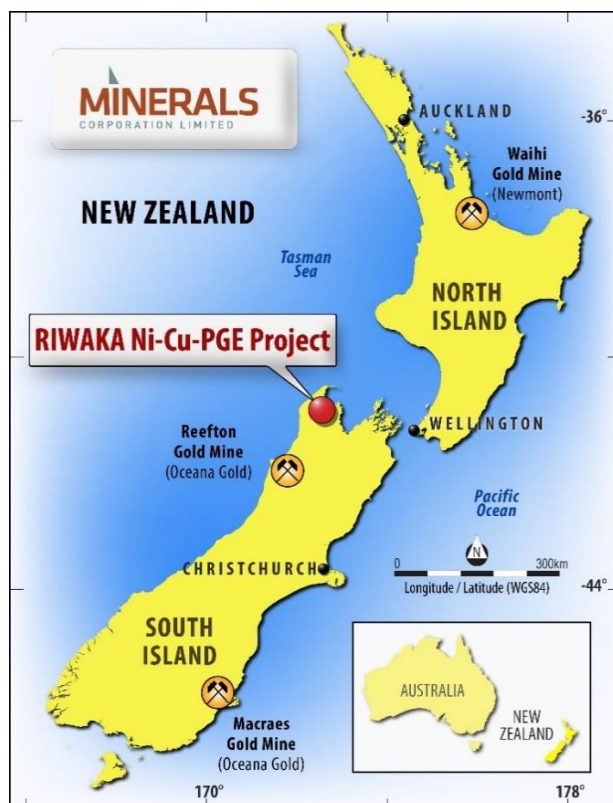 MINERALS
CORPORATION LIMITED
NEW ZEALAND
AUCKLAND
-36°
Waihi
Gold Mine
(Newmont)
Tasman
Sea
NORTH
ISLAND
RIWAKA Ni-Cu-PGE Project
WELLINGTON
Reefton
Gold Mine
(Oceana Gold)
Pacific
Ocean
N
0
300km
Longitude / Latitude (WGS84)
CHRISTCHURCH
-44°
SOUTH
ISLAND
AUSTRALIA
NEW
ZEALAND
Macraes
Gold Mine
(Oceana Gold)
170°
178°